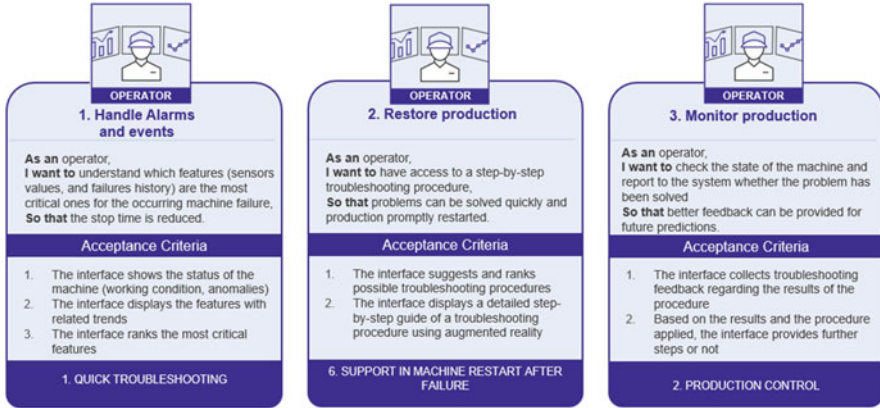 OPERATOR
1. Handle Alarms
and events
As an operator,
I want to understand which features (sensors
values, and failures history) are the most
critical ones for the occurring machine failure,
So that the stop time is reduced.
Acceptance Criteria
1. The interface shows the status of the
machine (working condition, anomalies)
2. The interface displays the features with
related trends
3. The interface ranks the most critical
features
1. QUICK TROUBLESHOOTING
OPERATOR
2. Restore production
As an operator,
I want to have access to a step-by-step
troubleshooting procedure,
So that problems can be solved quickly and
production promptly restarted.
Acceptance Criteria
1. The interface suggests and ranks
possible troubleshooting procedures
2. The interface displays a detailed step-
by-step guide of a troubleshooting
procedure using augmented reality
6. SUPPORT IN MACHINE RESTART AFTER
FAILURE
OPERATOR
3. Monitor production
As an operator,
I want to check the state of the machine and
report to the system whether the problem has
been solved
So that better feedback can be provided for
future predictions.
Acceptance Criteria
1. The interface collects troubleshooting
feedback regarding the results of the
procedure
2. Based on the results and the procedure
applied, the interface provides further
steps or not
2. PRODUCTION CONTROL